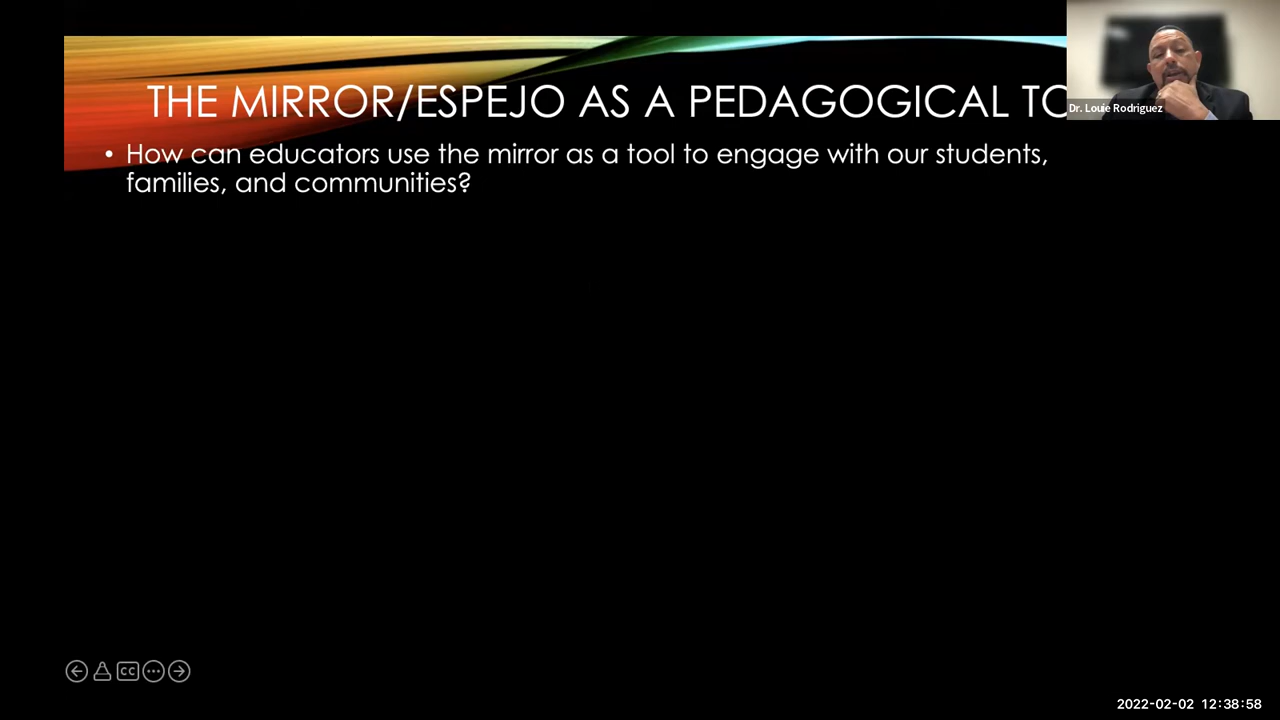 THE MIRROR/ESPEJO AS A PEDAGOGICAL
Dr. Louie Rodriguez
• How can educators use the mirror as a tool to engage with our students,
families, and communities?
CC
2022-02-02 12:38:58